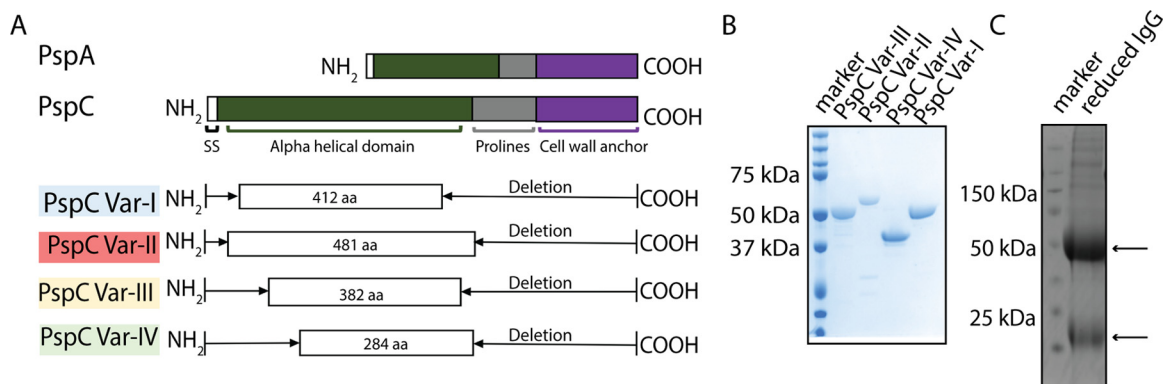 A
PspA
NH2
COOH
PspC
NH2
COOH
SS
Alpha helical domain
Prolines
Cell wall anchor
PspC Var-I
NH2
412 aa
Deletion
COOH
PspC Var-II
NH2
481 aa
Deletion
COOH
PspC Var-III
NH2
382 aa
Deletion
COOH
PspC Var-IV
NH2
284 aa
Deletion
COOH
B
marker
PspC Var-III
PspC Var-II
PspC Var-IV
PspC Var-I
75 kDa
50 kDa
37 kDa
C
marker
reduced IgG
150 kDa
50 kDa
25 kDa